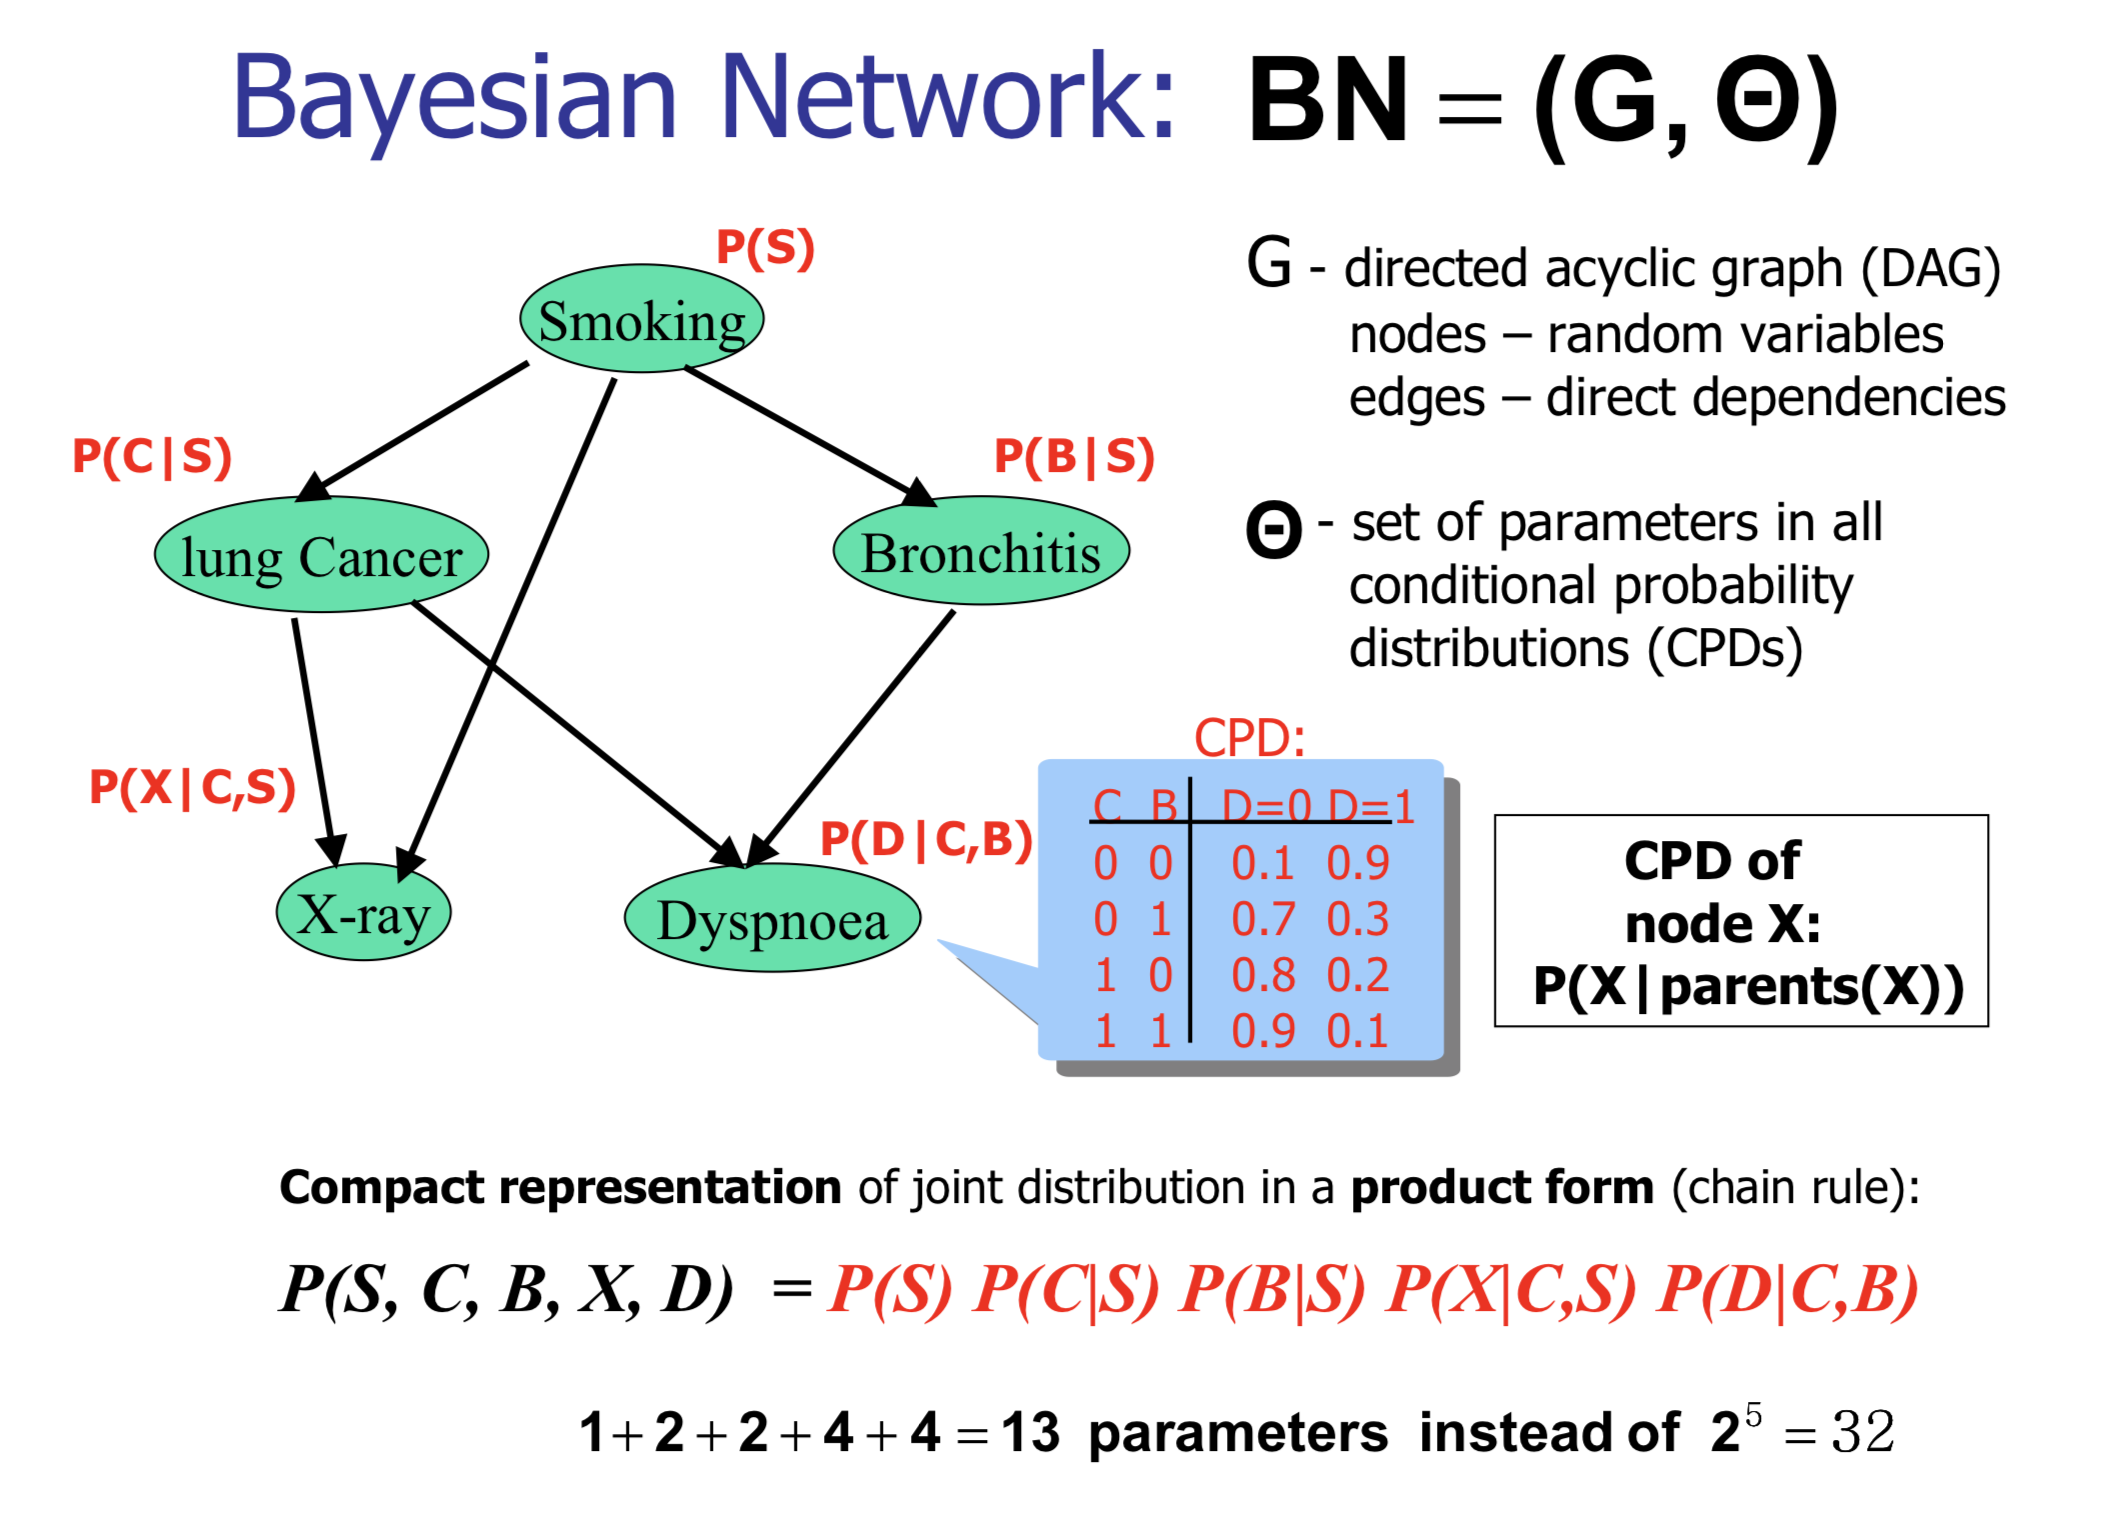 Bayesian Network: BN = (G, Θ)
P(S)
Smoking
P(C|S)
P(B|S)
lung Cancer
Bronchitis
P(X|C,S)
P(D|C,B)
X-ray
Dyspnoea
G - directed acyclic graph (DAG)
nodes – random variables
edges – direct dependencies
Θ - set of parameters in all
conditional probability
distributions (CPDs)
CPD:
C B D=0 D=1
0 0 0.1 0.9
0 1 0.7 0.3
1 0 0.8 0.2
1 1 0.9 0.1
CPD of
node X:
P(X|parents(X))
Compact representation of joint distribution in a product form (chain rule):
P(S, C, B, X, D) = P(S) P(C|S) P(B|S) P(X|C,S) P(D|C,B)
1 + 2 + 2 + 4 + 4 = 13 parameters instead of 2⁵ = 32